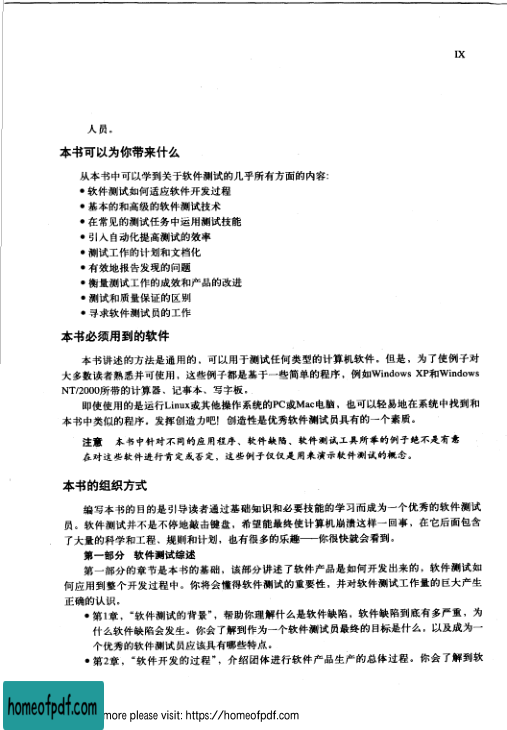 IX
人员。
本书可以为你带来什么
从本书中可以学到关于软件测试的几乎所有方面的内容:
● 软件测试如何适应软件开发过程
● 基本的和高级的软件测试技术
● 在常见的测试任务中运用测试技能
● 引入自动化提高测试的效率
● 测试工作的计划和文档化
● 有效地报告发现的问题
● 衡量测试工作的成效和产品的改进
● 测试和质量保证的区别
● 寻求软件测试员的工作
本书必须用到的软件
本书讲述的方法是通用的，可以用于测试任何类型的计算机软件。但是，为了使例子对
大多数读者熟悉并可使用，这些例子都是基于一些简单的程序，例如Windows XP和Windows
NT/2000所带的计算器、记事本、写字板。
即使使用的是运行Linux或其他操作系统的PC或Mac电脑，也可以轻易地在系统中找到和
本书中类似的程序。发挥创造力吧！创造性是优秀软件测试员具有的一个素质。
注意 本书中针对不同的应用程序、软件缺陷、软件测试工具所举的例子绝不是有意
在对这些软件进行肯定或否定，这些例子仅仅是用来演示软件测试的概念。
本书的组织方式
编写本书的目的是引导读者通过基础知识和必要技能的学习而成为一个优秀的软件测试
员。软件测试并不是不停地敲击键盘，希望能最终使计算机崩溃这样一回事，在它后面包含
了大量的科学和工程、规则和计划，也有很多的乐趣——你很快就会看到。
第一部分 软件测试综述
第一部分的章节是本书的基础，该部分讲述了软件产品是如何开发出来的，软件测试如
何应用到整个开发过程中。你将会懂得软件测试的重要性，并对软件测试工作量的巨大产生
正确的认识。
● 第1章，“软件测试的背景”，帮助你理解什么是软件缺陷，软件缺陷到底有多严重，为
什么软件缺陷会发生。你会了解到作为一个软件测试员最终的目标是什么，以及成为一
个优秀的软件测试员应该具有哪些特点。
● 第2章，“软件开发的过程”，介绍团体进行软件产品生产的总体过程。你会了解到软
homeofpdf.com
more please visit: https://homeofpdf.com